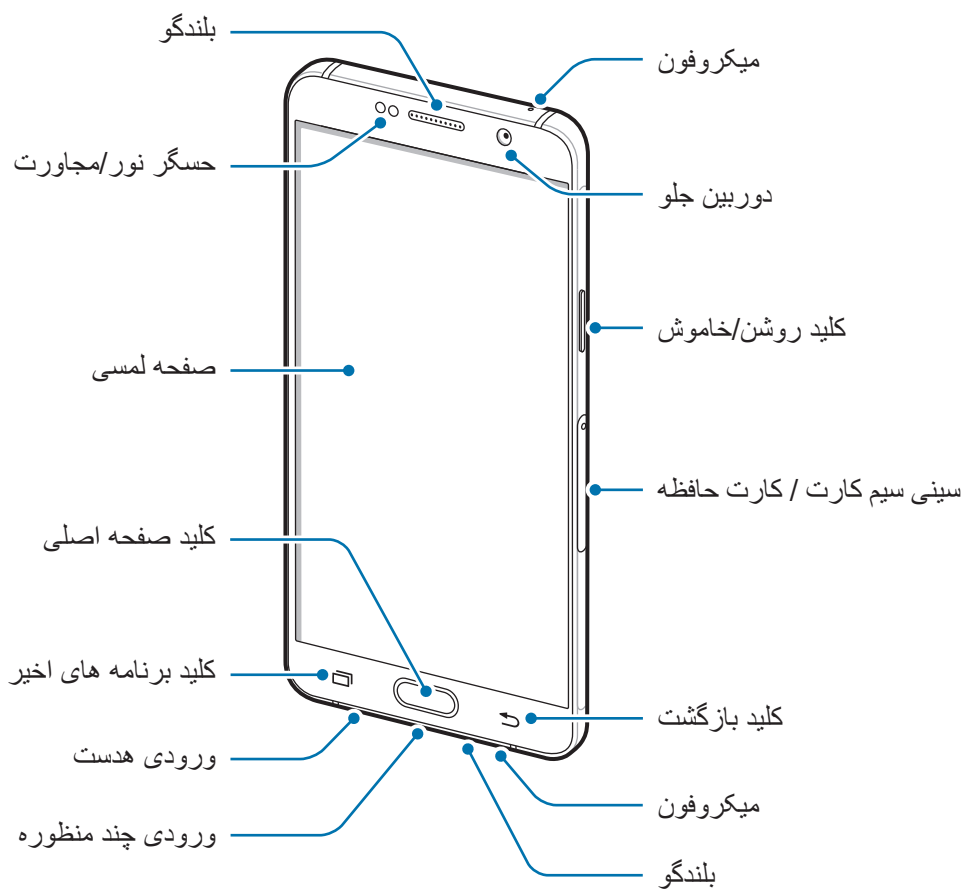 بلندگو
میکروفون
حسگر نور/مجاورت
دوربین جلو
کلید روشن/خاموش
صفحه لمسی
سینی سیم کارت / کارت حافظه
کلید صفحه اصلی
کلید برنامه های اخیر
کلید بازگشت
ورودی هدست
میکروفون
ورودی چند منظوره
بلندگو